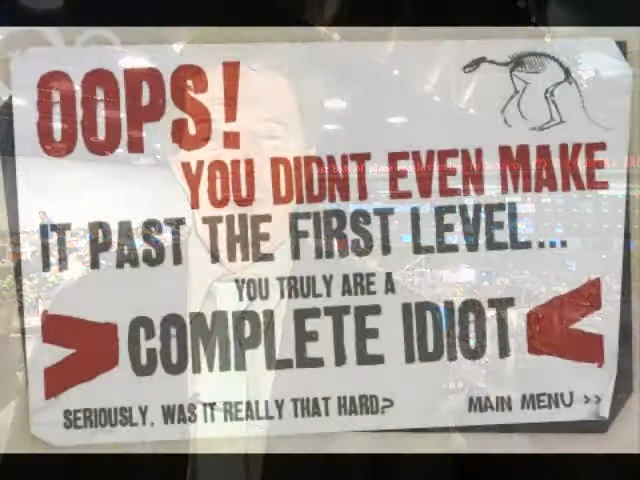 OOPS!
YOU DIDNT EVEN MAKE
IT PAST THE FIRST LEVEL...
YOU TRULY ARE A
COMPLETE IDIOT
SERIOUSLY, WAS IT REALLY THAT HARD?
MAIN MENU >>